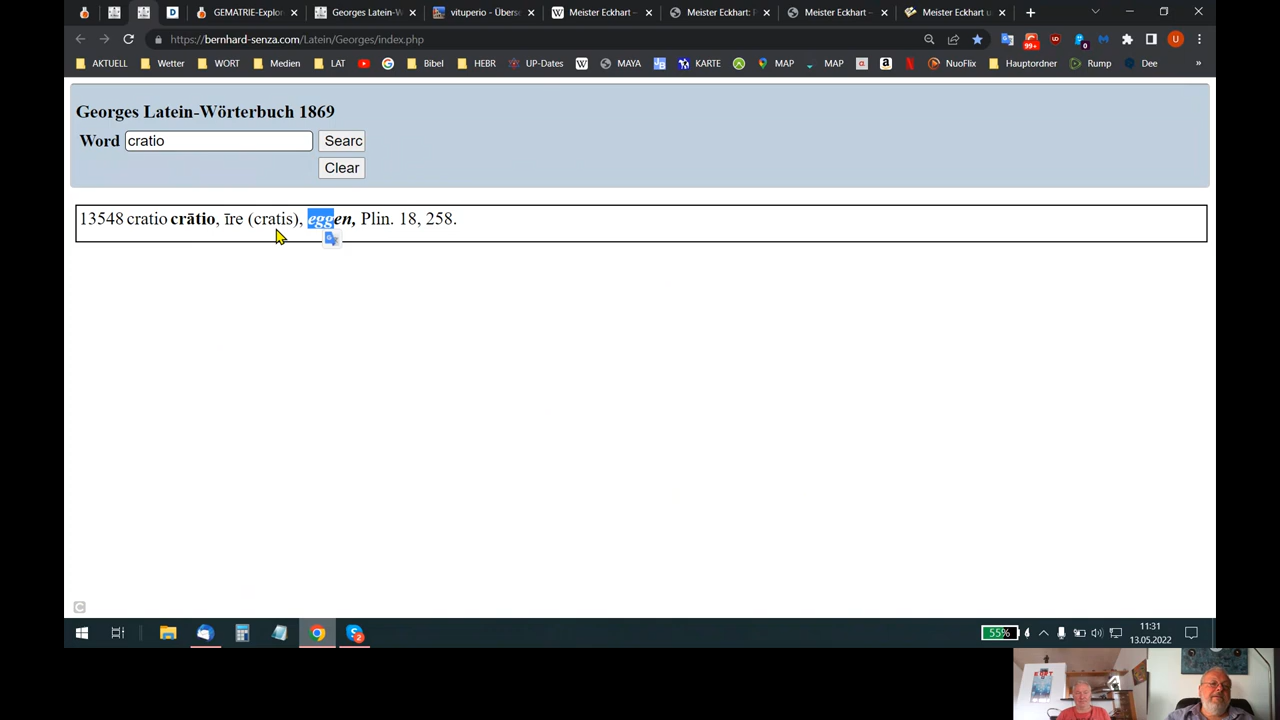 GEMATRIE-Explor
Georges Latein-W
vituperio - Übers
Meister Eckhart –
Meister Eckhart:
Meister Eckhart –
Meister Eckhart u
https://bernhard-senza.com/Latein/Georges/index.php
99+
0
U
AKTUELL
Wetter
WORT
Medien
LAT
Bibel
HEBR
UP-Dates
MAYA
KARTE
MAP
MAP
NuoFlix
Hauptordner
Rump
Dee
»
Georges Latein-Wörterbuch 1869
Word cratio Searc
Clear
13548 cratio crātio, īre (cratis), eggen, Plin. 18, 258.
55%
11:31
13.05.2022